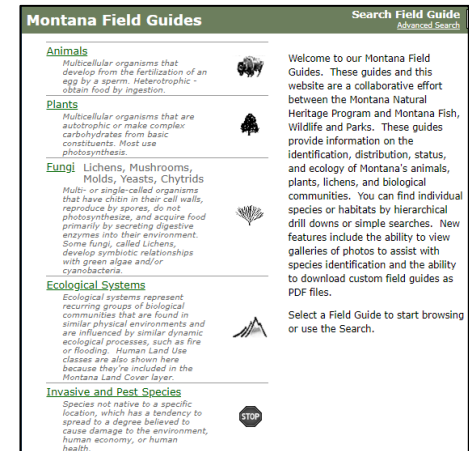 Montana Field Guides
Search Field Guide
Advanced Search
Animals
Multicellular organisms that
develop from the fertilization of an
egg by a sperm. Heterotrophic -
obtain food by ingestion.
Plants
Multicellular organisms that are
autotrophic or make complex
carbohydrates from basic
constituents. Most use
photosynthesis.
Fungi Lichens, Mushrooms,
Molds, Yeasts, Chytrids
Multi- or single-celled organisms
that have chitin in their cell walls,
reproduce by spores, do not
photosynthesize, and acquire food
primarily by secreting digestive
enzymes into their environment.
Some fungi, called Lichens,
develop symbiotic relationships
with green algae and/or
cyanobacteria.
Ecological Systems
Ecological systems represent
recurring groups of biological
communities that are found in
similar physical environments and
are influenced by similar dynamic
ecological processes, such as fire
or flooding. Human Land Use
classes are also shown here
because they're included in the
Montana Land Cover layer.
Invasive and Pest Species
Species not native to a specific
location, which has a tendency to
spread to a degree believed to
cause damage to the environment,
human economy, or human
health.
STOP
Welcome to our Montana Field
Guides. These guides and this
website are a collaborative effort
between the Montana Natural
Heritage Program and Montana Fish,
Wildlife and Parks. These guides
provide information on the
identification, distribution, status,
and ecology of Montana's animals,
plants, lichens, and biological
communities. You can find individual
species or habitats by hierarchical
drill downs or simple searches. New
features include the ability to view
galleries of photos to assist with
species identification and the ability
to download custom field guides as
PDF files.
Select a Field Guide to start browsing
or use the Search.